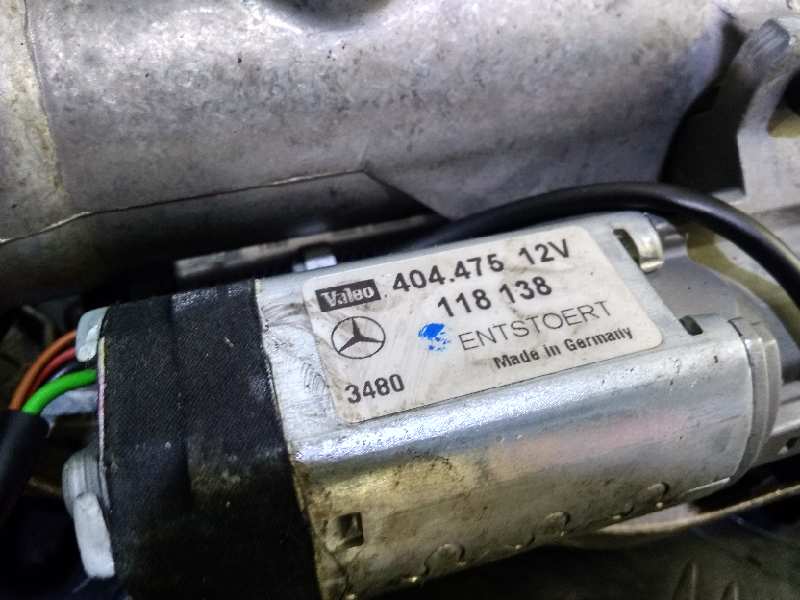 Valeo 404.475 12V
118 138
ENTSTOERT
Made in Germany
3480